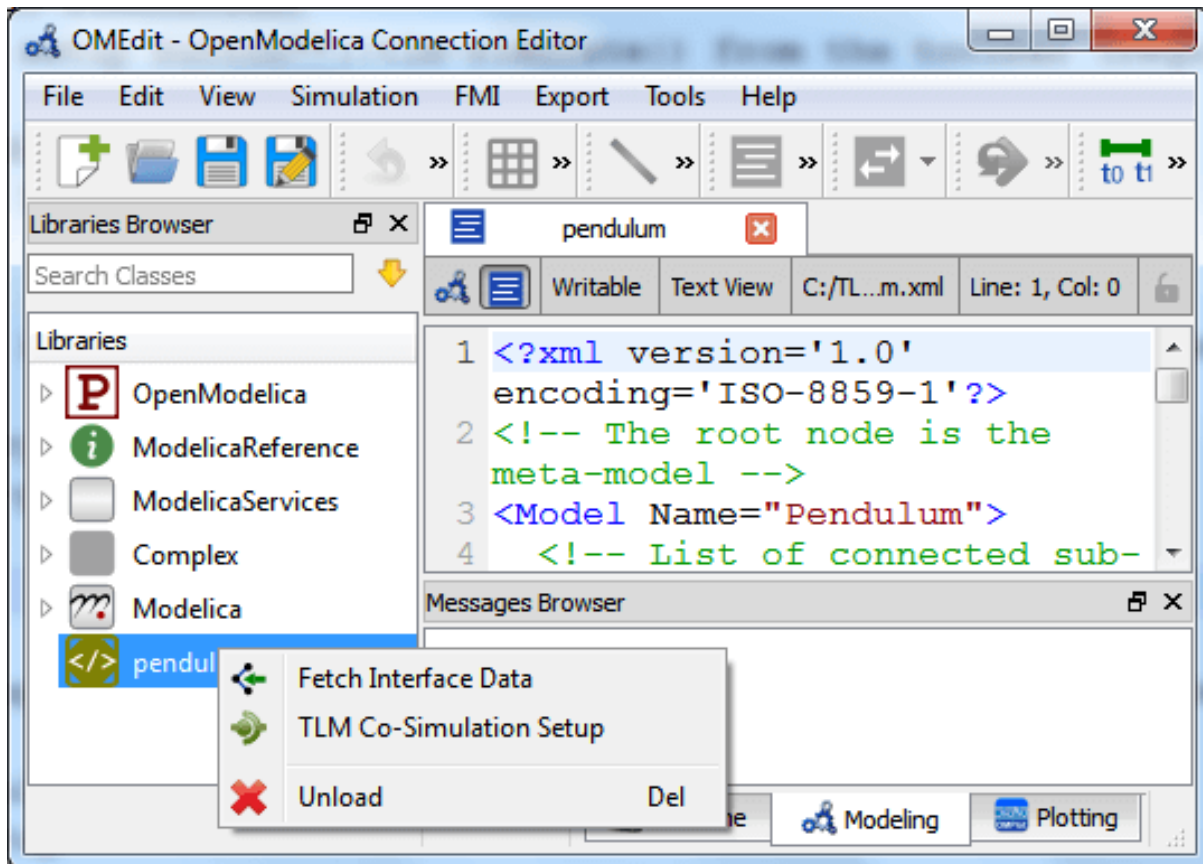 OMEdit - OpenModelica Connection Editor
File Edit View Simulation FMI Export Tools Help
t0 t1
Libraries Browser
pendulum
Search Classes
Writable Text View C:/TL...m.xml Line: 1, Col: 0
Libraries
P OpenModelica
i ModelicaReference
ModelicaServices
Complex
Modelica
</> pendul
1 <?xml version='1.0'
encoding='ISO-8859-1'?>
2 <!-- The root node is the
meta-model -->
3 <Model Name="Pendulum">
4 <!-- List of connected sub-
Messages Browser
Fetch Interface Data
TLM Co-Simulation Setup
Unload Del
Modeling Plotting